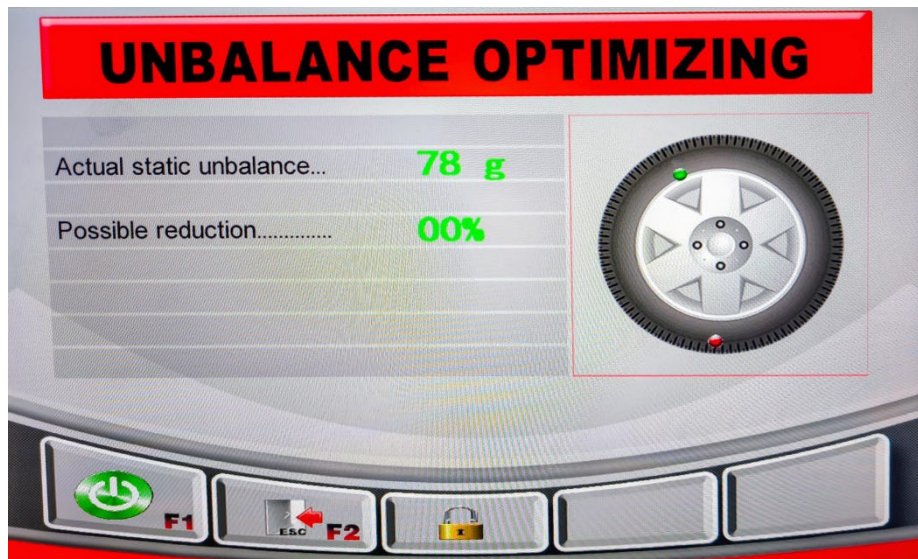 UNBALANCE OPTIMIZING
Actual static unbalance... 78 g
Possible reduction.............. 00%
F1
ESC F2